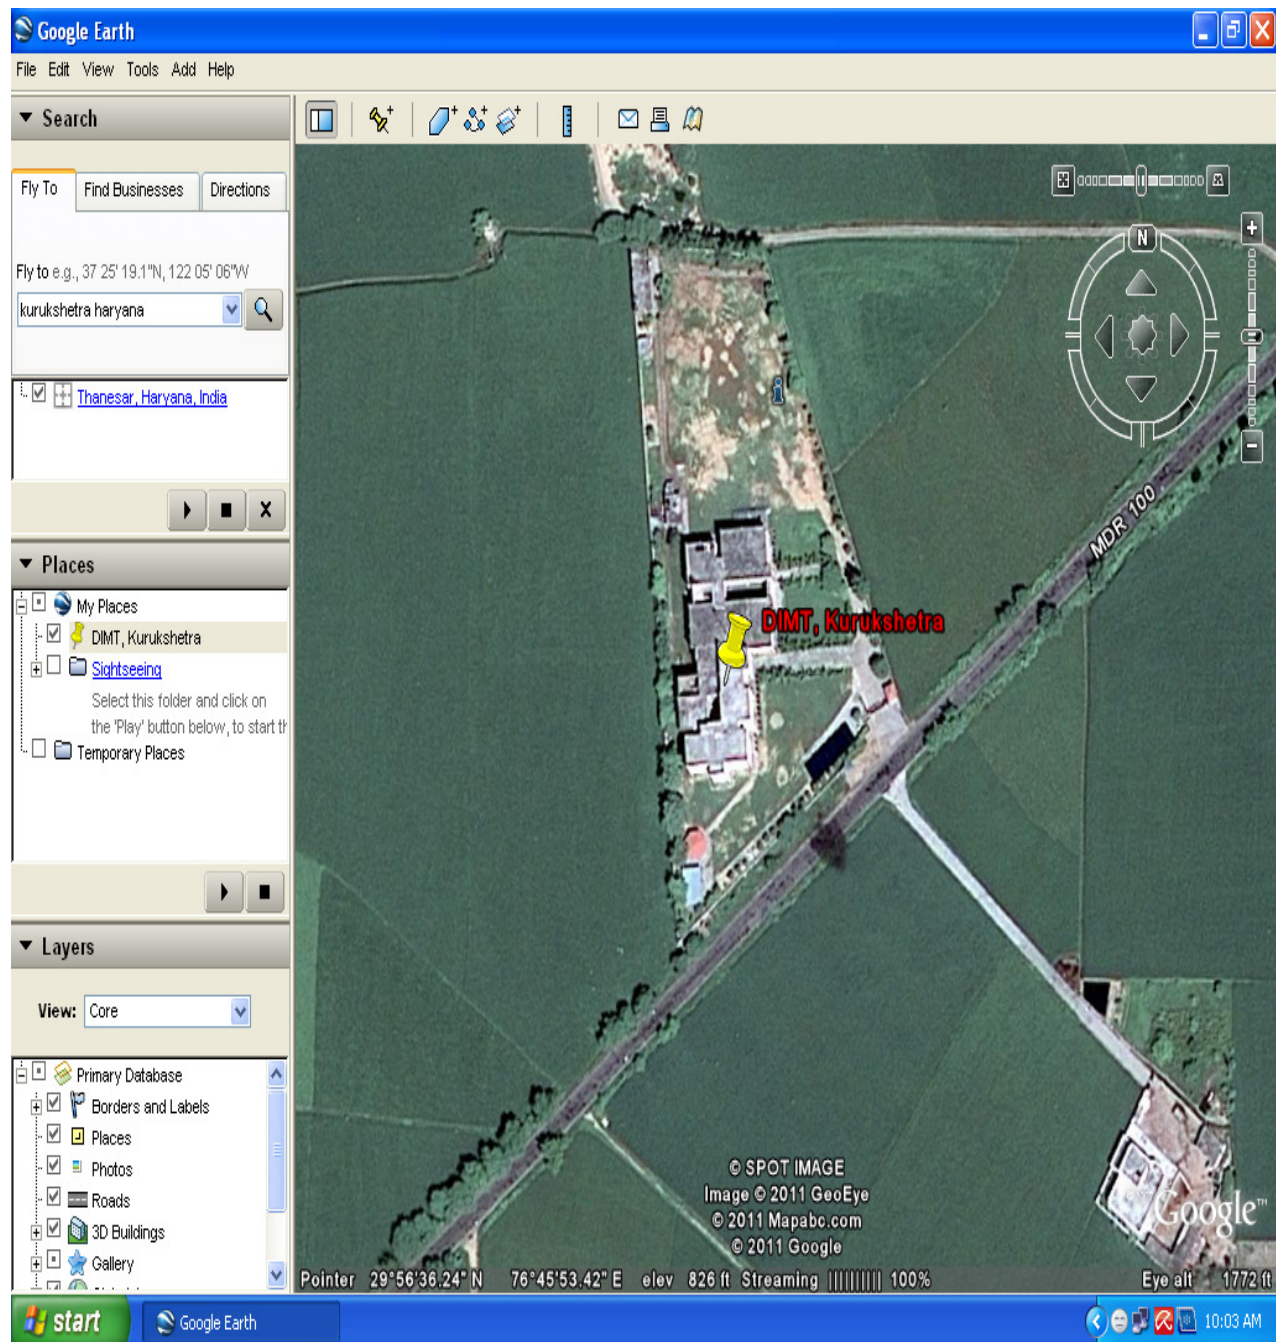 Google Earth
File Edit View Tools Add Help
Search
Fly To
Find Businesses
Directions
Fly to e.g., 37 25' 19.1"N, 122 05' 06"W
kurukshetra haryana
Thanesar, Haryana, India
Places
My Places
DIMT, Kurukshetra
Sightseeing
Select this folder and click on
the 'Play' button below, to start th
Temporary Places
Layers
View: Core
Primary Database
Borders and Labels
Places
Photos
Roads
3D Buildings
Gallery
N
MDR 100
DIMT, Kurukshetra
© SPOT IMAGE
Image © 2011 GeoEye
© 2011 Mapabc.com
© 2011 Google
Google™
Pointer 29°56'36.24" N 76°45'53.42" E elev 826 ft Streaming |||||||||| 100% Eye alt 1772 ft
start
Google Earth
10:03 AM